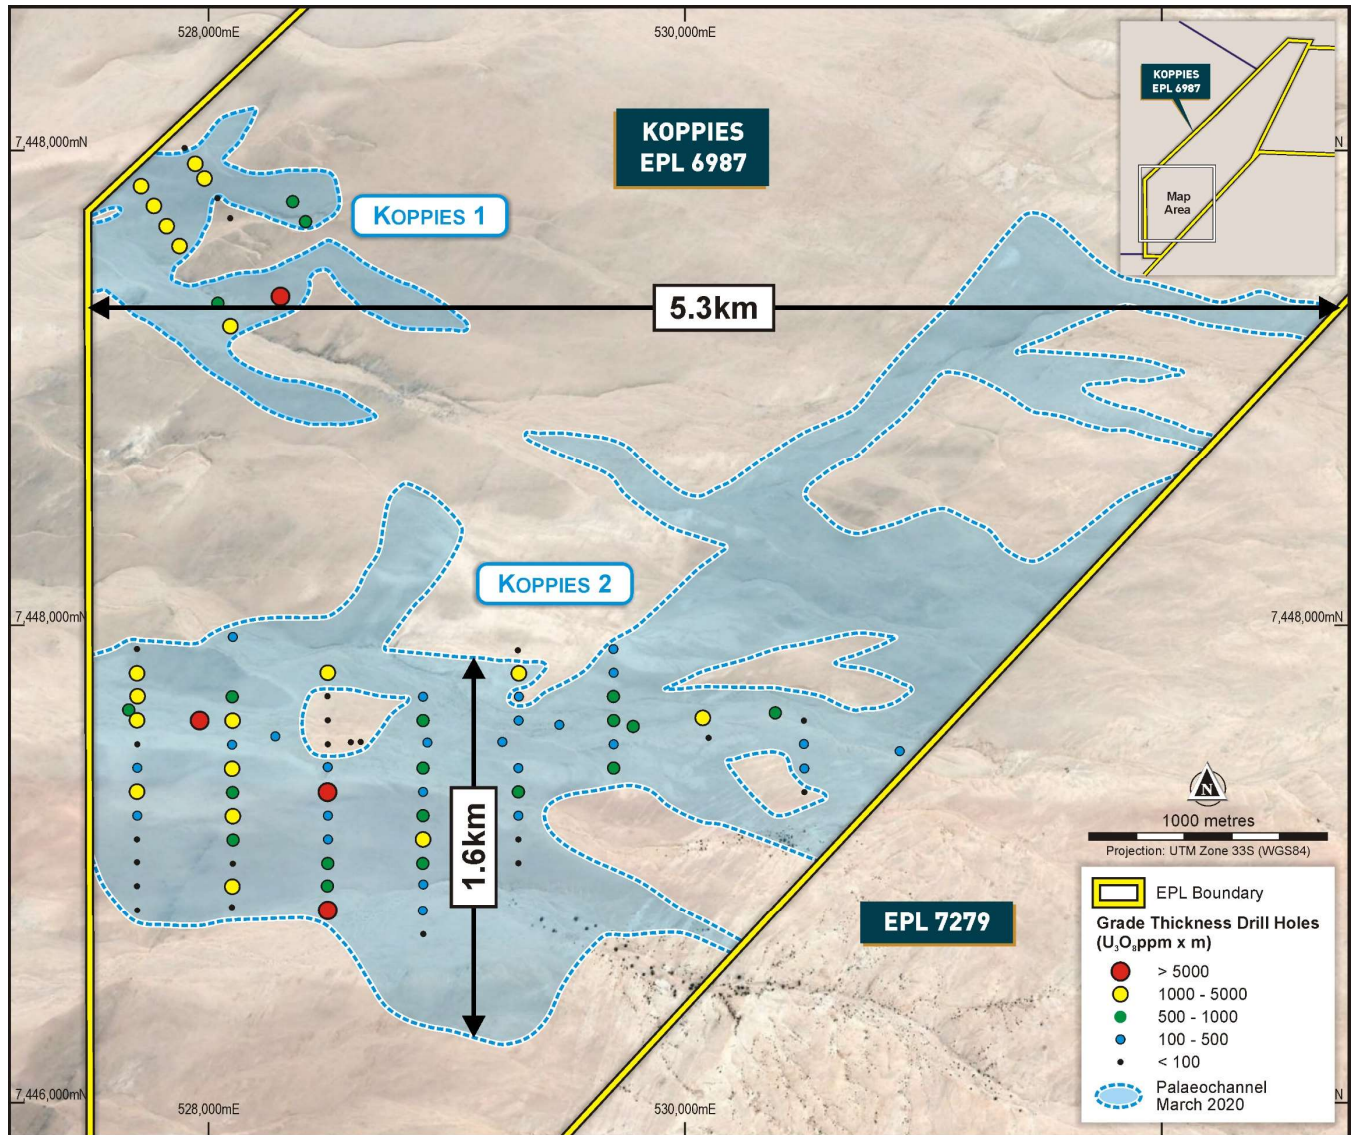 528,000mE
530,000mE
KOPPIES
EPL 6987
KOPPIES
EPL 6987
Map
Area
7,448,000mN
N
KOPPIES 1
5.3km
KOPPIES 2
7,448,000mN
7,448,000mN
1.6km
N
1000 metres
Projection: UTM Zone 33S (WGS84)
EPL 7279
EPL Boundary
Grade Thickness Drill Holes
(U₃O₈ppm x m)
> 5000
1000 - 5000
500 - 1000
100 - 500
< 100
Palaeochannel
March 2020
7,446,000mN
N
528,000mE
530,000mE